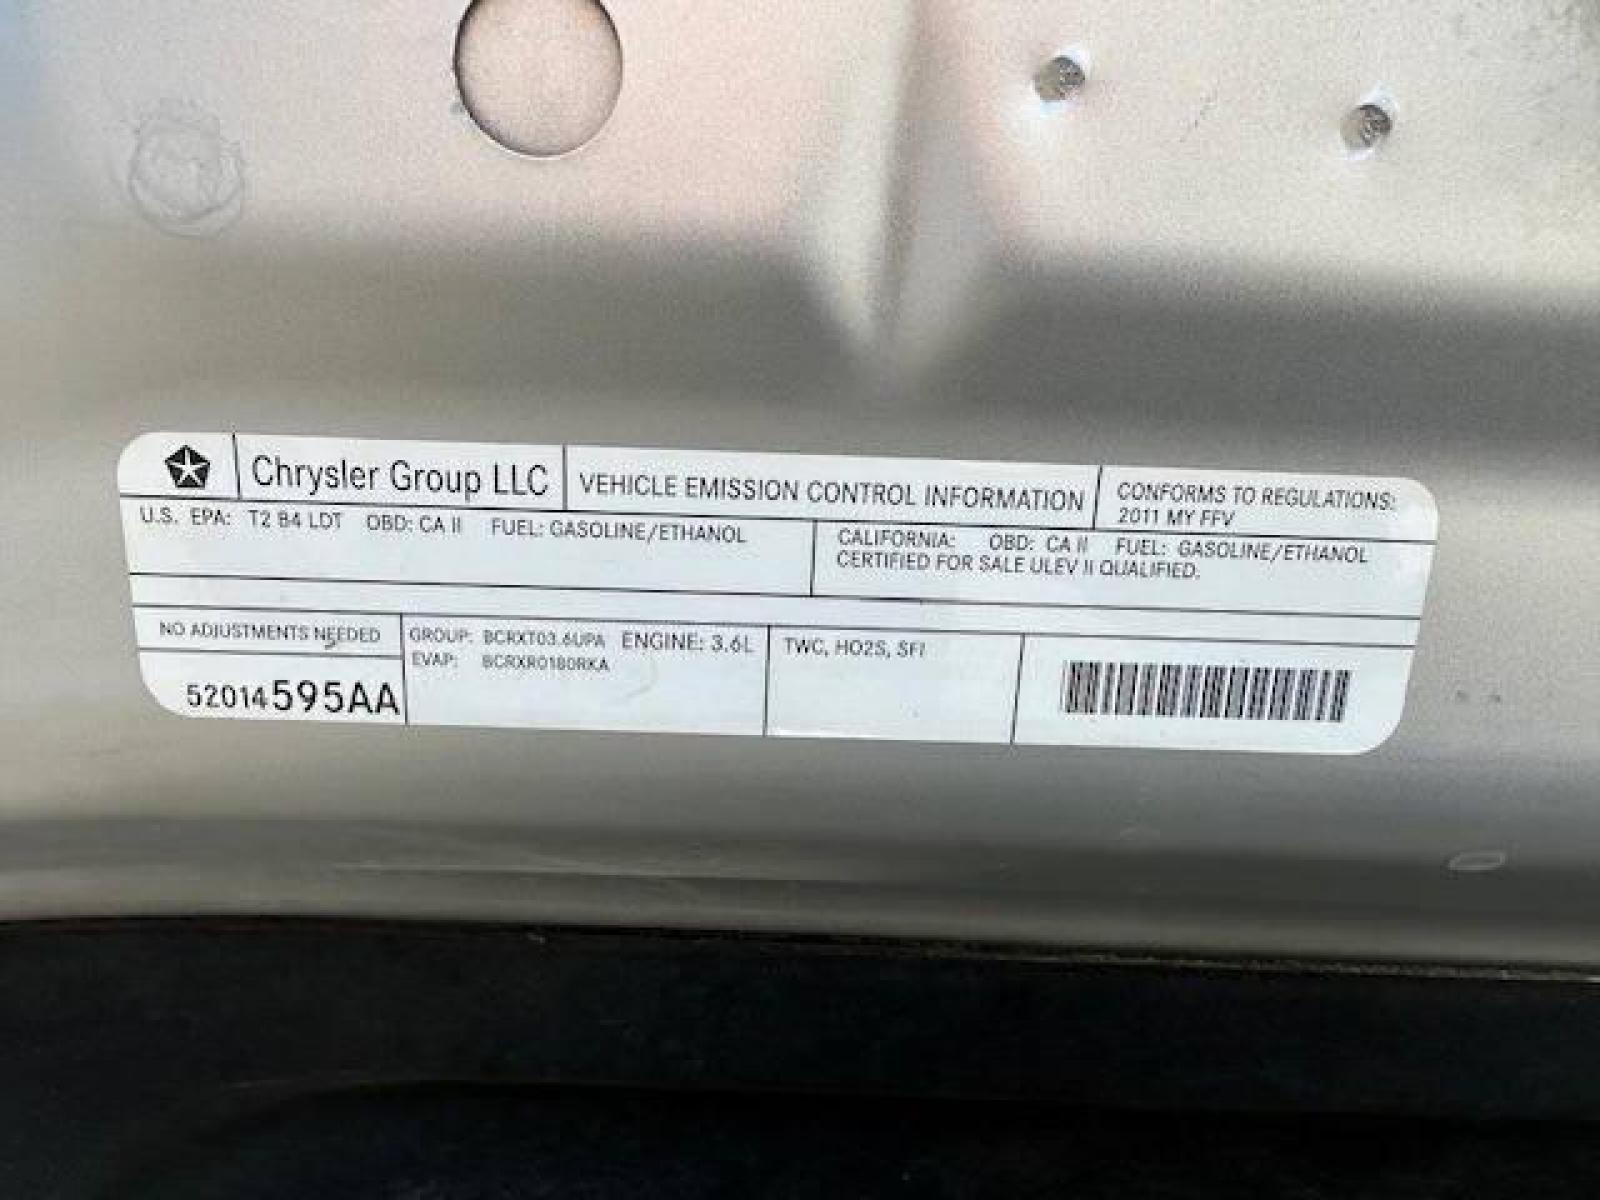 Chrysler Group LLC
VEHICLE EMISSION CONTROL INFORMATION
CONFORMS TO REGULATIONS:
2011 MY FFV
U.S. EPA: T2 B4 LDT OBD: CA II FUEL: GASOLINE/ETHANOL
CALIFORNIA: OBD: CA II FUEL: GASOLINE/ETHANOL
CERTIFIED FOR SALE ULEV II QUALIFIED.
NO ADJUSTMENTS NEEDED
52014595AA
GROUP: BCRXT03.6UPA ENGINE: 3.6L
EVAP: BCRXR0180RKA
TWC, HO2S, SFI